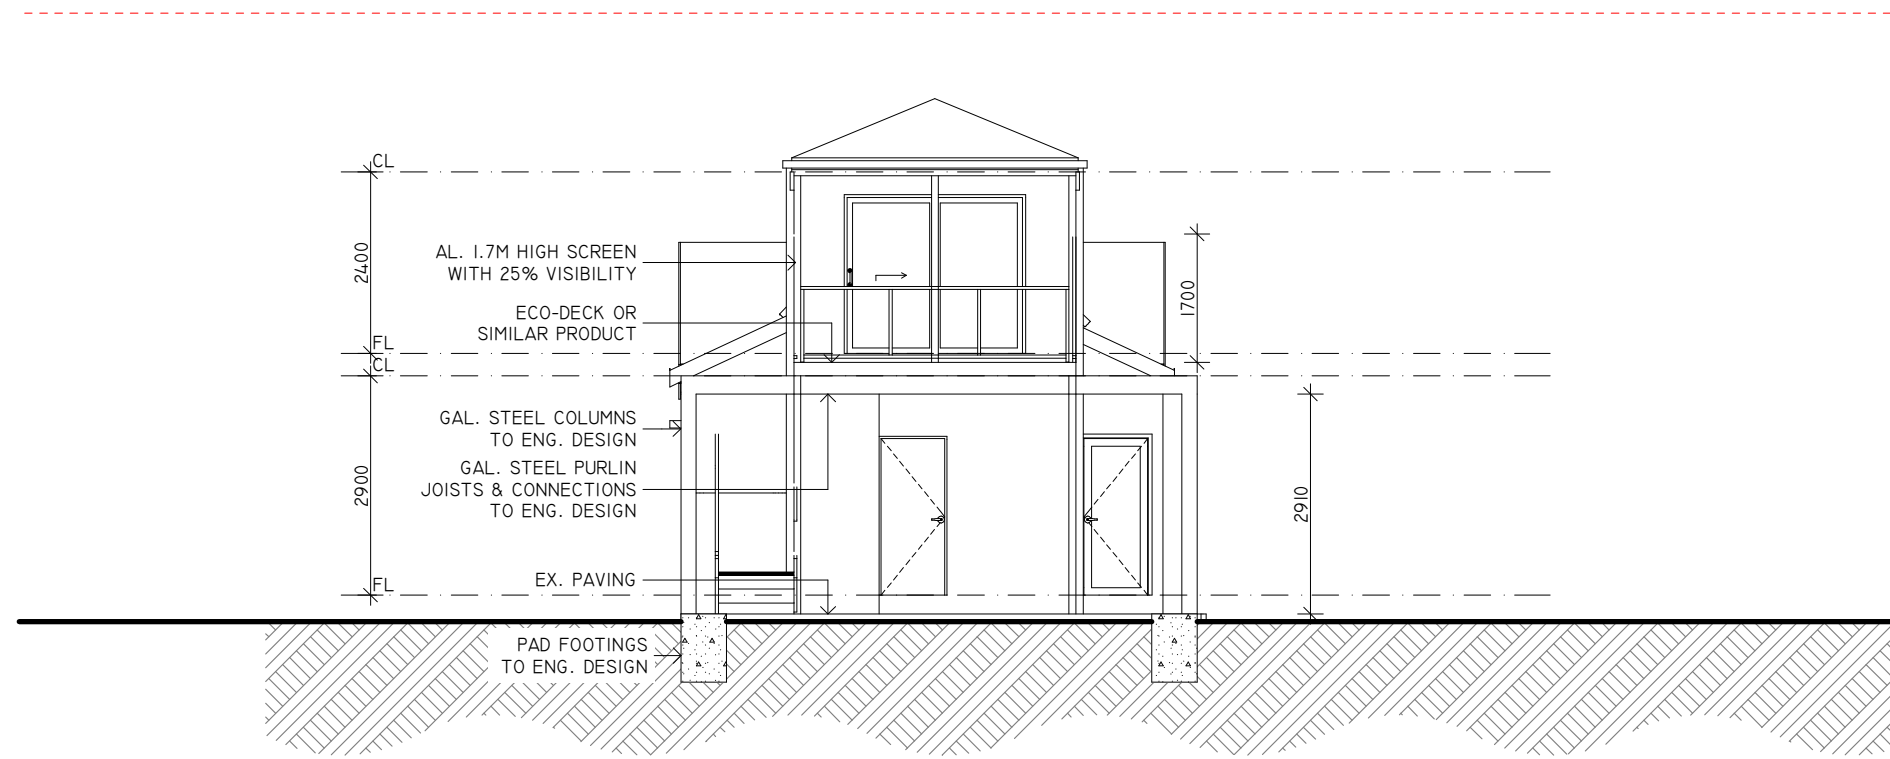 CL
2400
AL. 1.7M HIGH SCREEN
WITH 25% VISIBILITY
1700
ECO-DECK OR
SIMILAR PRODUCT
FL
CL
GAL. STEEL COLUMNS
TO ENG. DESIGN
GAL. STEEL PURLIN
JOISTS & CONNECTIONS
TO ENG. DESIGN
2900
2910
EX. PAVING
FL
PAD FOOTINGS
TO ENG. DESIGN